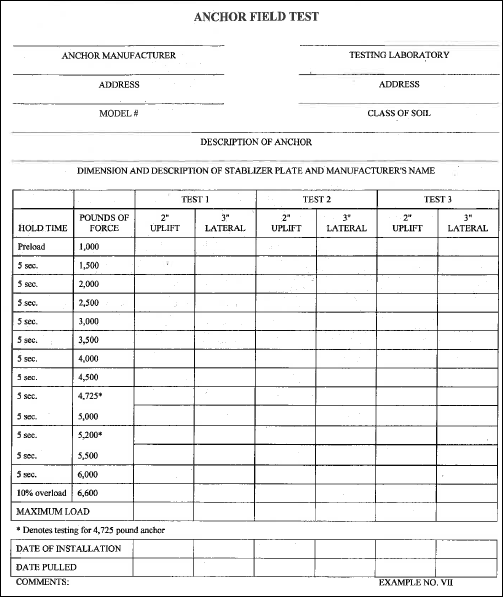 ANCHOR FIELD TEST
ANCHOR MANUFACTURER TESTING LABORATORY
ADDRESS ADDRESS
MODEL # CLASS OF SOIL
DESCRIPTION OF ANCHOR
DIMENSION AND DESCRIPTION OF STABLIZER PLATE AND MANUFACTURER'S NAME
TEST 1 TEST 2 TEST 3
HOLD TIME POUNDS OF FORCE 2" UPLIFT 3" LATERAL 2" UPLIFT 3" LATERAL 2" UPLIFT 3" LATERAL
Preload 1,000
5 sec. 1,500
5 sec. 2,000
5 sec. 2,500
5 sec. 3,000
5 sec. 3,500
5 sec. 4,000
5 sec. 4,500
5 sec. 4,725*
5 sec. 5,000
5 sec. 5,200*
5 sec. 5,500
5 sec. 6,000
10% overload 6,600
MAXIMUM LOAD
* Denotes testing for 4,725 pound anchor
DATE OF INSTALLATION
DATE PULLED
COMMENTS: EXAMPLE NO. VII